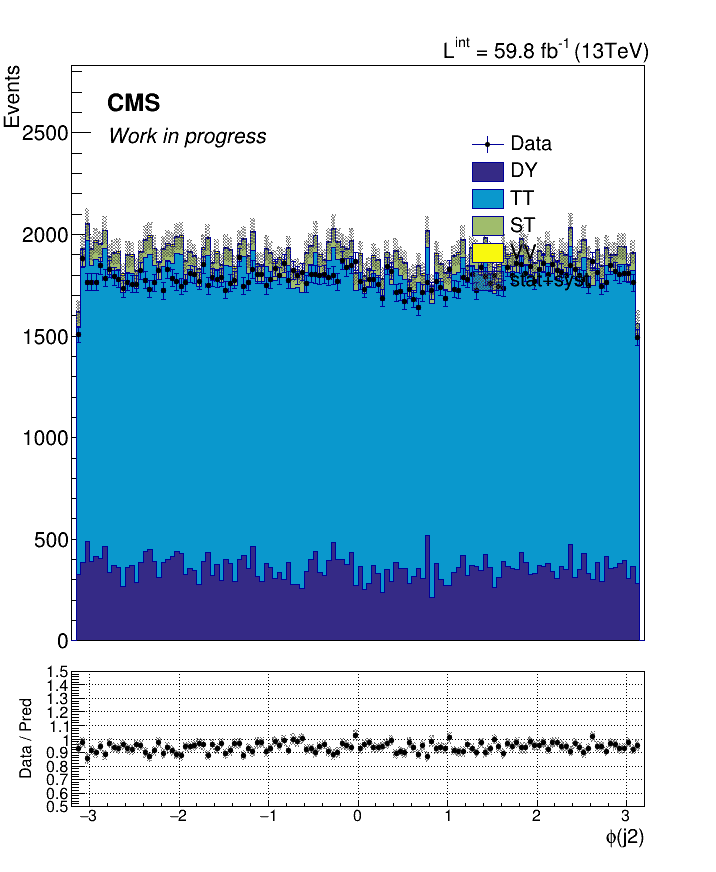 L^int = 59.8 fb^-1 (13TeV)
Events
CMS
Work in progress
Data
DY
TT
ST
VV
stat+syst
2500
2000
1500
1000
500
0
Data / Pred
1.5
1.4
1.3
1.2
1.1
1
0.9
0.8
0.7
0.6
0.5
−3 −2 −1 0 1 2 3
ϕ(j2)